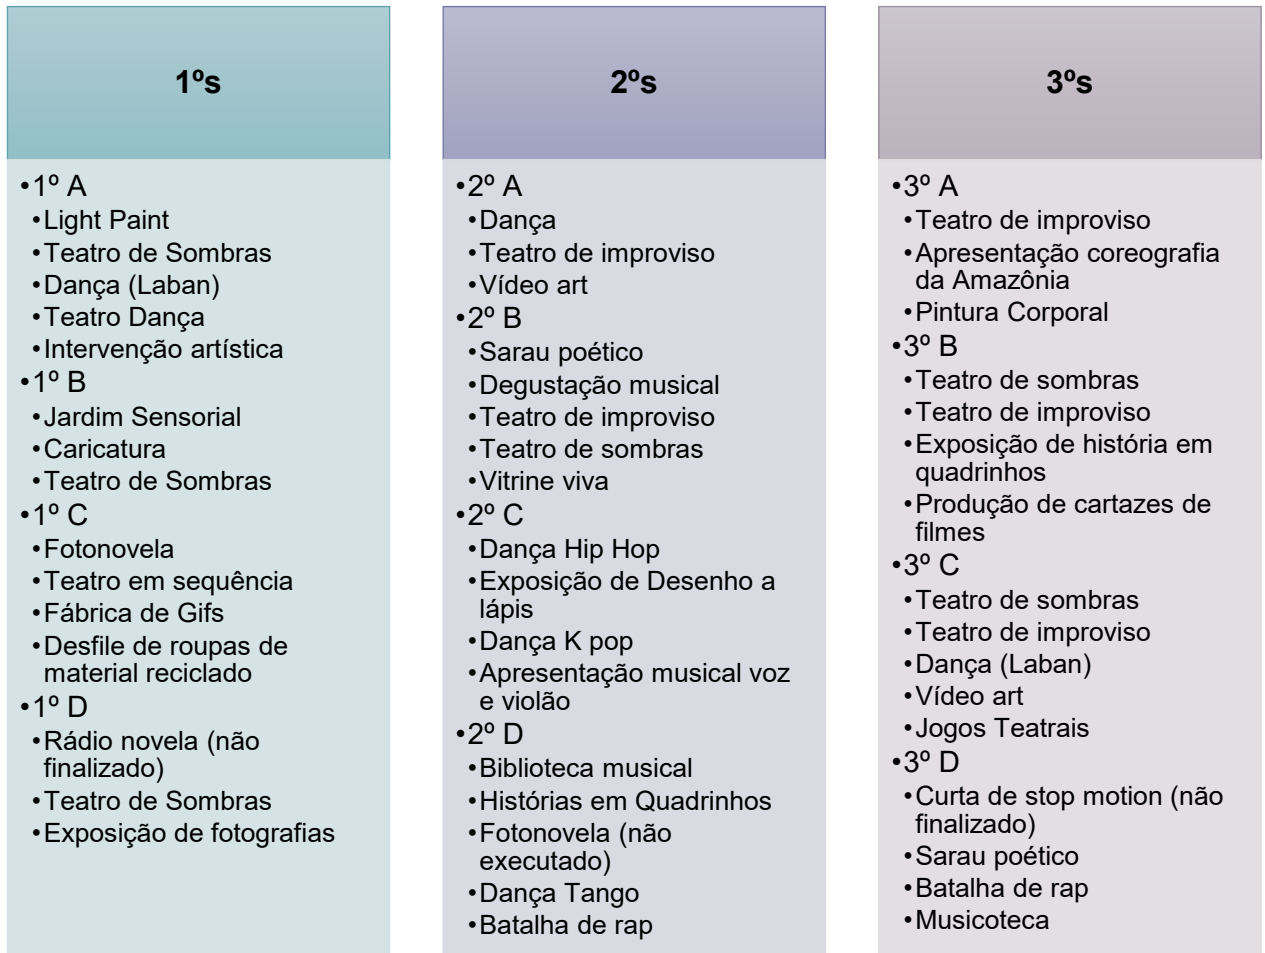 1ºs
•1º A
•Light Paint
•Teatro de Sombras
•Dança (Laban)
•Teatro Dança
•Intervenção artística
•1º B
•Jardim Sensorial
•Caricatura
•Teatro de Sombras
•1º C
•Fotonovela
•Teatro em sequência
•Fábrica de Gifs
•Desfile de roupas de
material reciclado
•1º D
•Rádio novela (não
finalizado)
•Teatro de Sombras
•Exposição de fotografias
2ºs
•2º A
•Dança
•Teatro de improviso
•Vídeo art
•2º B
•Sarau poético
•Degustação musical
•Teatro de improviso
•Teatro de sombras
•Vitrine viva
•2º C
•Dança Hip Hop
•Exposição de Desenho a
lápis
•Dança K pop
•Apresentação musical voz
e violão
•2º D
•Biblioteca musical
•Histórias em Quadrinhos
•Fotonovela (não
executado)
•Dança Tango
•Batalha de rap
3ºs
•3º A
•Teatro de improviso
•Apresentação coreografia
da Amazônia
•Pintura Corporal
•3º B
•Teatro de sombras
•Teatro de improviso
•Exposição de história em
quadrinhos
•Produção de cartazes de
filmes
•3º C
•Teatro de sombras
•Teatro de improviso
•Dança (Laban)
•Vídeo art
•Jogos Teatrais
•3º D
•Curta de stop motion (não
finalizado)
•Sarau poético
•Batalha de rap
•Musicoteca